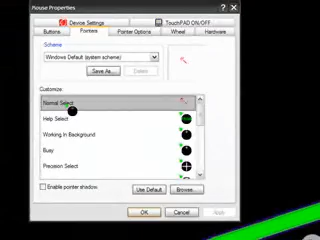 Mouse Properties
Device Settings
TouchPAD ON/OFF
Buttons
Pointers
Pointer Options
Wheel
Hardware
Scheme
Windows Default (system scheme)
Save As...
Delete
Customize:
Normal Select
Help Select
Working In Background
Busy
Precision Select
Enable pointer shadow
Use Default
Browse...
OK
Cancel
Apply